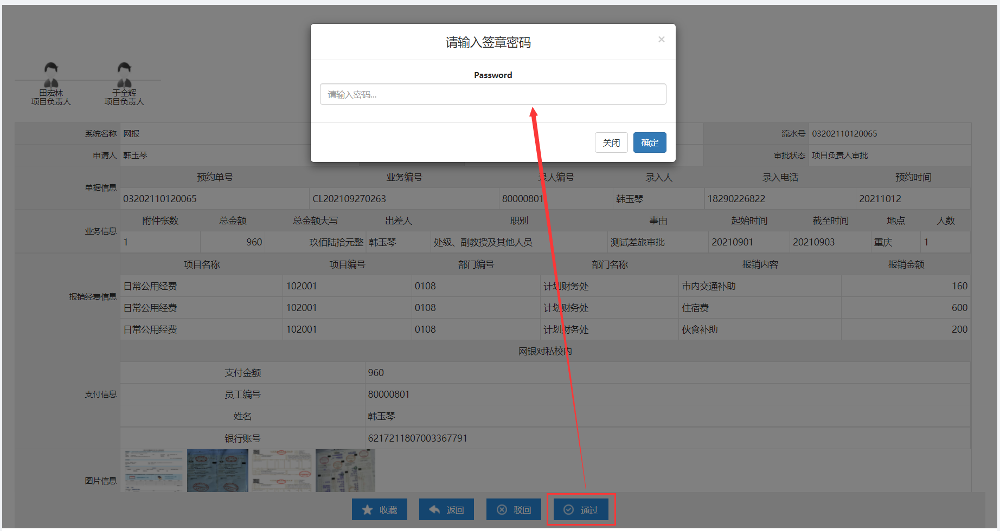 请输入签章密码
×
Password
请输入密码...
关闭 确定
田宏林 于全辉
项目负责人 项目负责人
系统名称 网报 流水号 03202110120065
申请人 韩玉琴 审批状态 项目负责人审批
单据信息
预约单号 业务编号 录人编号 录入人 录入电话 预约时间
03202110120065 CL202109270263 80000801 韩玉琴 18290226822 20211012
业务信息
附件张数 总金额 总金额大写 出差人 职别 事由 起始时间 截至时间 地点 人数
1 960 玖佰陆拾元整 韩玉琴 处级、副教授及其他人员 测试差旅审批 20210901 20210903 重庆 1
报销经费信息
项目名称 项目编号 部门编号 部门名称 报销内容 报销金额
日常公用经费 102001 0108 计划财务处 市内交通补助 160
日常公用经费 102001 0108 计划财务处 住宿费 600
日常公用经费 102001 0108 计划财务处 伙食补助 200
支付信息
网银对私校内
支付金额 960
员工编号 80000801
姓名 韩玉琴
银行账号 6217211807003367791
图片信息
收藏 返回 驳回 通过